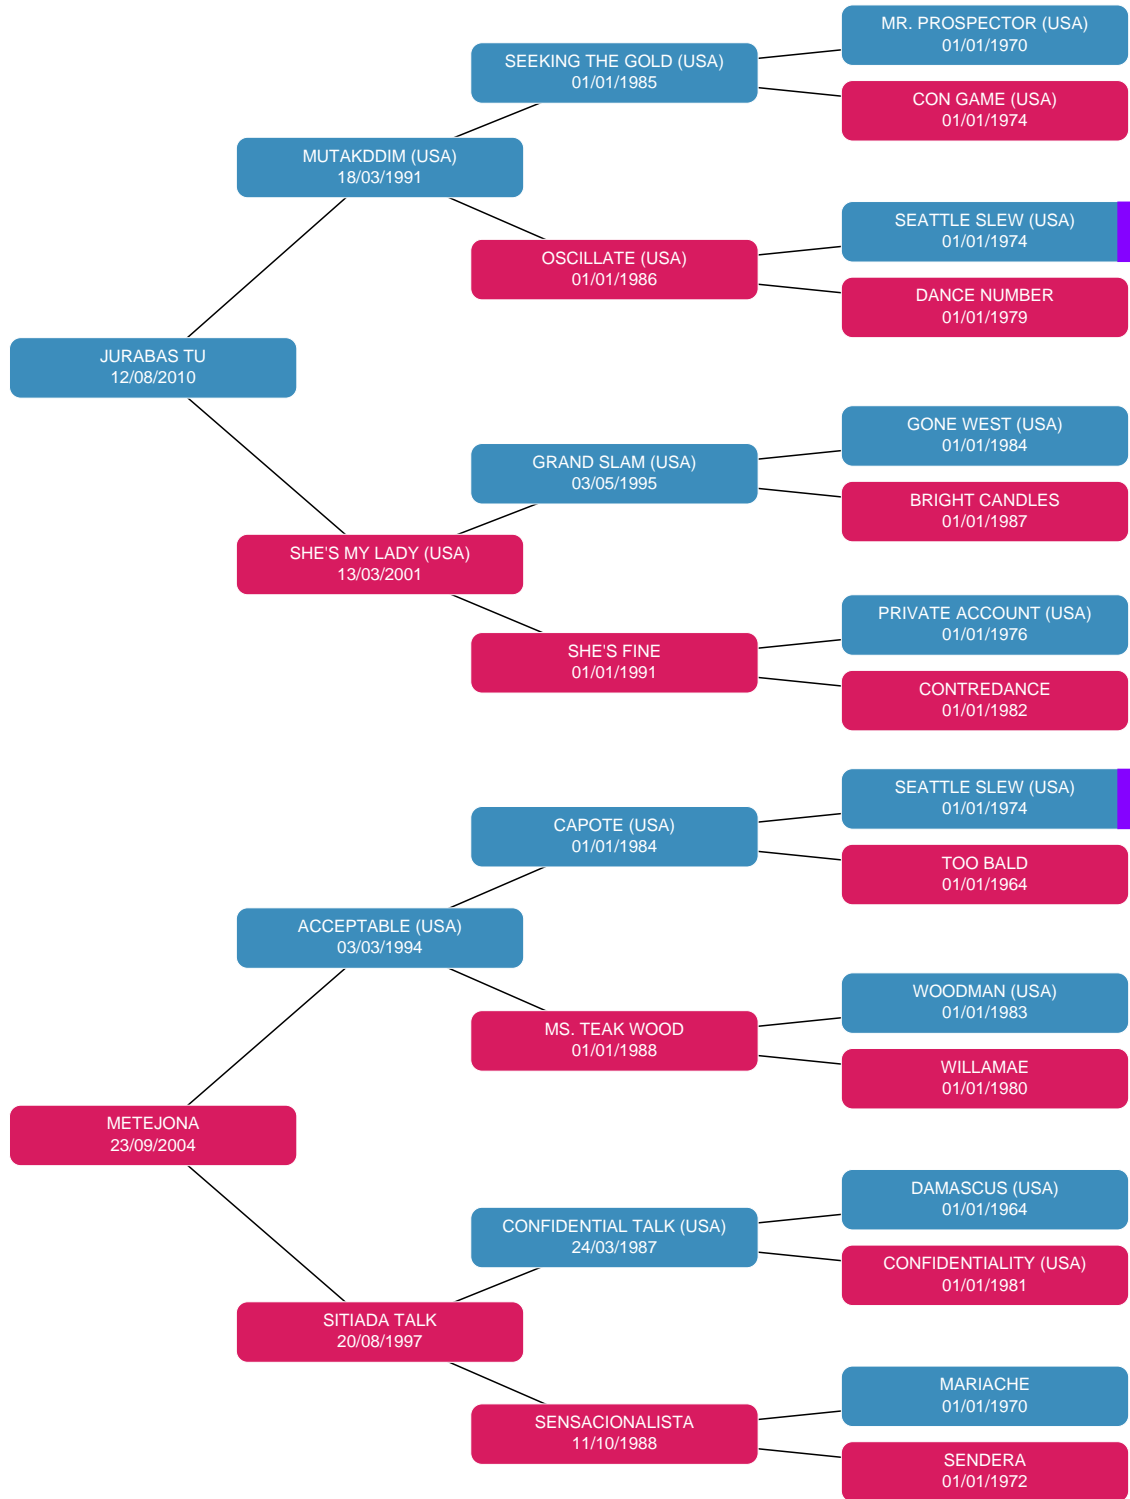 MR. PROSPECTOR (USA)
01/01/1970
SEEKING THE GOLD (USA)
01/01/1985
CON GAME (USA)
01/01/1974
MUTAKDDIM (USA)
18/03/1991
SEATTLE SLEW (USA)
01/01/1974
OSCILLATE (USA)
01/01/1986
DANCE NUMBER
01/01/1979
JURABAS TU
12/08/2010
GONE WEST (USA)
01/01/1984
GRAND SLAM (USA)
03/05/1995
BRIGHT CANDLES
01/01/1987
SHE'S MY LADY (USA)
13/03/2001
PRIVATE ACCOUNT (USA)
01/01/1976
SHE'S FINE
01/01/1991
CONTREDANCE
01/01/1982
SEATTLE SLEW (USA)
01/01/1974
CAPOTE (USA)
01/01/1984
TOO BALD
01/01/1964
ACCEPTABLE (USA)
03/03/1994
WOODMAN (USA)
01/01/1983
MS. TEAK WOOD
01/01/1988
WILLAMAE
01/01/1980
METEJONA
23/09/2004
DAMASCUS (USA)
01/01/1964
CONFIDENTIAL TALK (USA)
24/03/1987
CONFIDENTIALITY (USA)
01/01/1981
SITIADA TALK
20/08/1997
MARIACHE
01/01/1970
SENSACIONALISTA
11/10/1988
SENDERA
01/01/1972